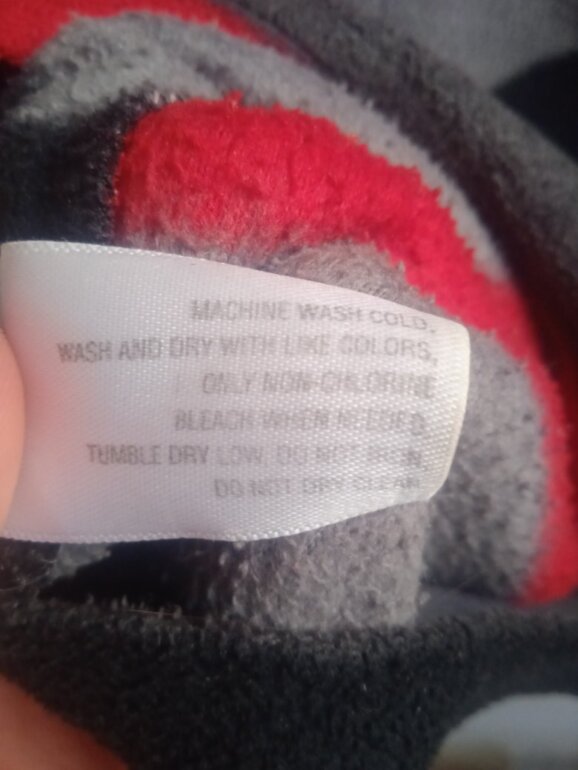 MACHINE WASH COLD.
WASH AND DRY WITH LIKE COLORS,
ONLY NON-CHLORINE
BLEACH WHEN NEEDED.
TUMBLE DRY LOW, DO NOT IRON,
DO NOT DRY CLEAN.